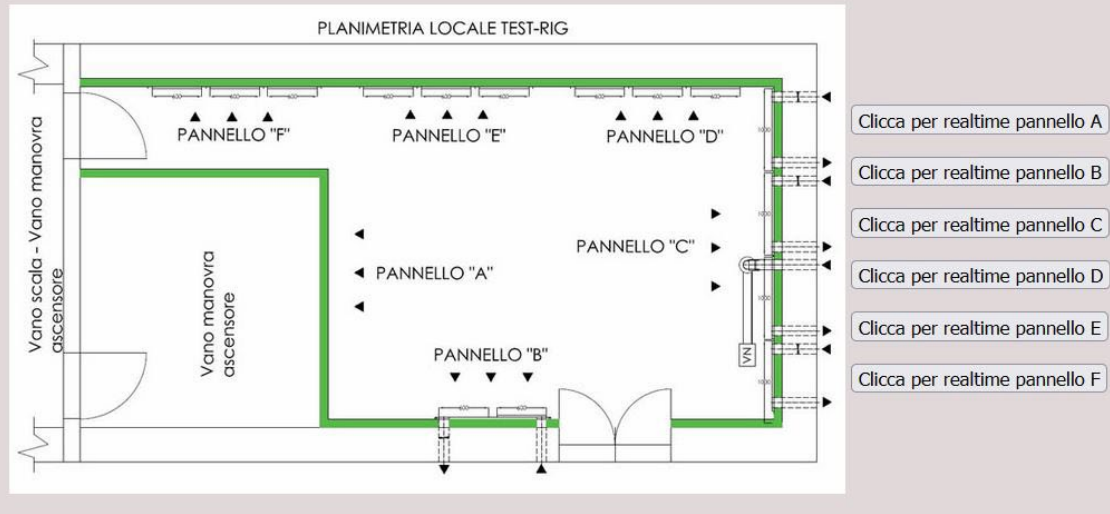 PLANIMETRIA LOCALE TEST-RIG
PANNELLO "F"
PANNELLO "E"
PANNELLO "D"
PANNELLO "C"
PANNELLO "A"
PANNELLO "B"
Vano scala - Vano manovra
ascensore
Vano manovra
ascensore
VN
Clicca per realtime pannello A
Clicca per realtime pannello B
Clicca per realtime pannello C
Clicca per realtime pannello D
Clicca per realtime pannello E
Clicca per realtime pannello F